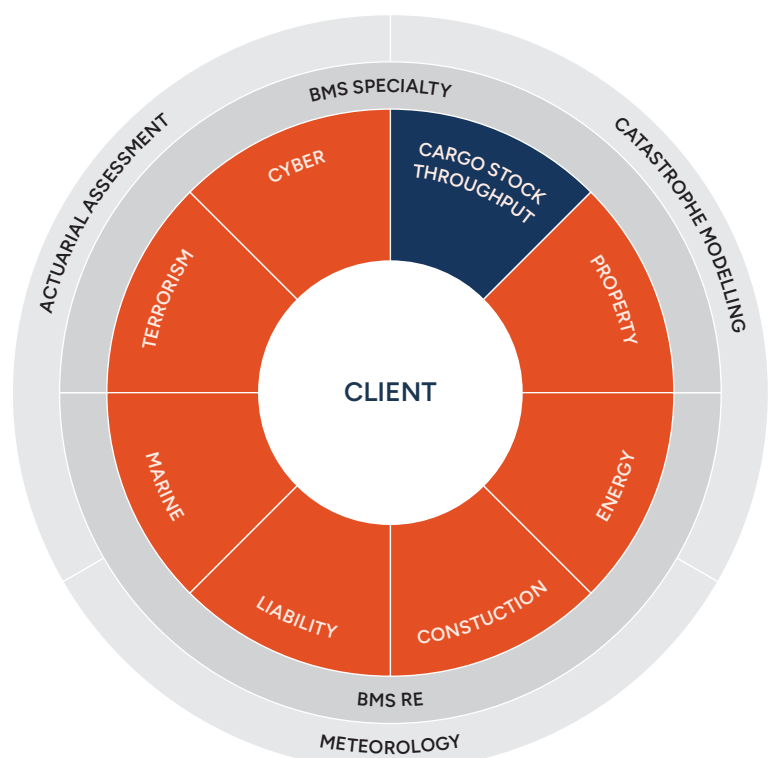 BMS SPECIALTY
ACTUARIAL ASSESSMENT
CATASTROPHE MODELLING
CYBER
CARGO STOCK
THROUGHPUT
TERRORISM
PROPERTY
CLIENT
MARINE
ENERGY
LIABILITY
CONSTUCTION
BMS RE
METEOROLOGY